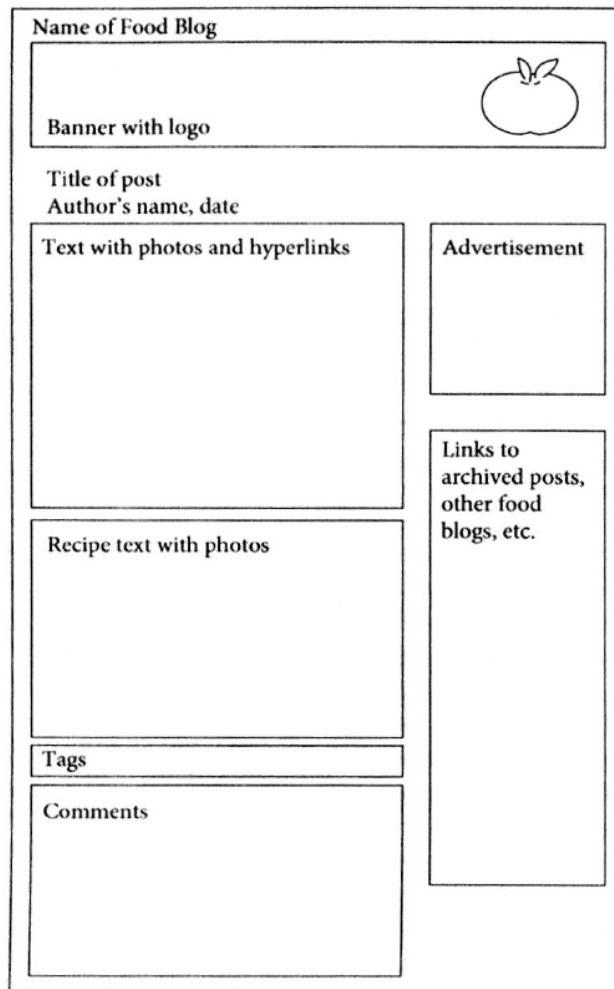 Name of Food Blog
Banner with logo
Title of post
Author's name, date
Text with photos and hyperlinks
Advertisement
Links to
archived posts,
other food
blogs, etc.
Recipe text with photos
Tags
Comments